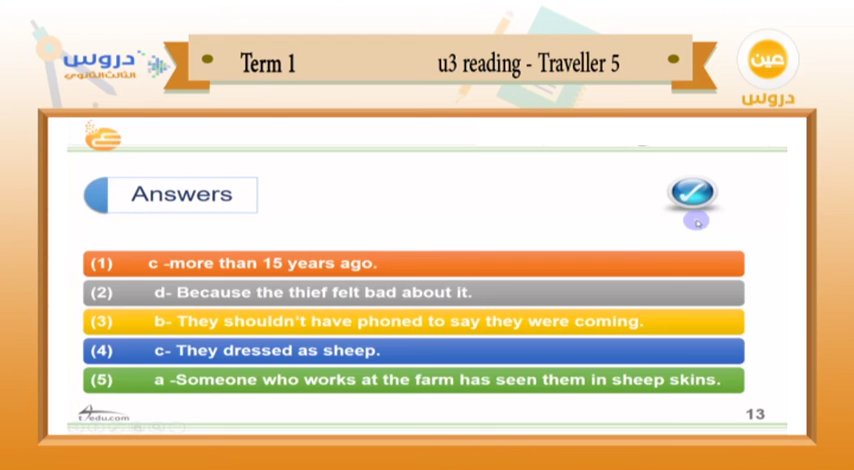 دروس
الثالث الثانوي
Term 1
u3 reading - Traveller 5
عين
دروس
Answers
(1) c -more than 15 years ago.
(2) d- Because the thief felt bad about it.
(3) b- They shouldn't have phoned to say they were coming.
(4) c- They dressed as sheep.
(5) a -Someone who works at the farm has seen them in sheep skins.
t4edu.com
13